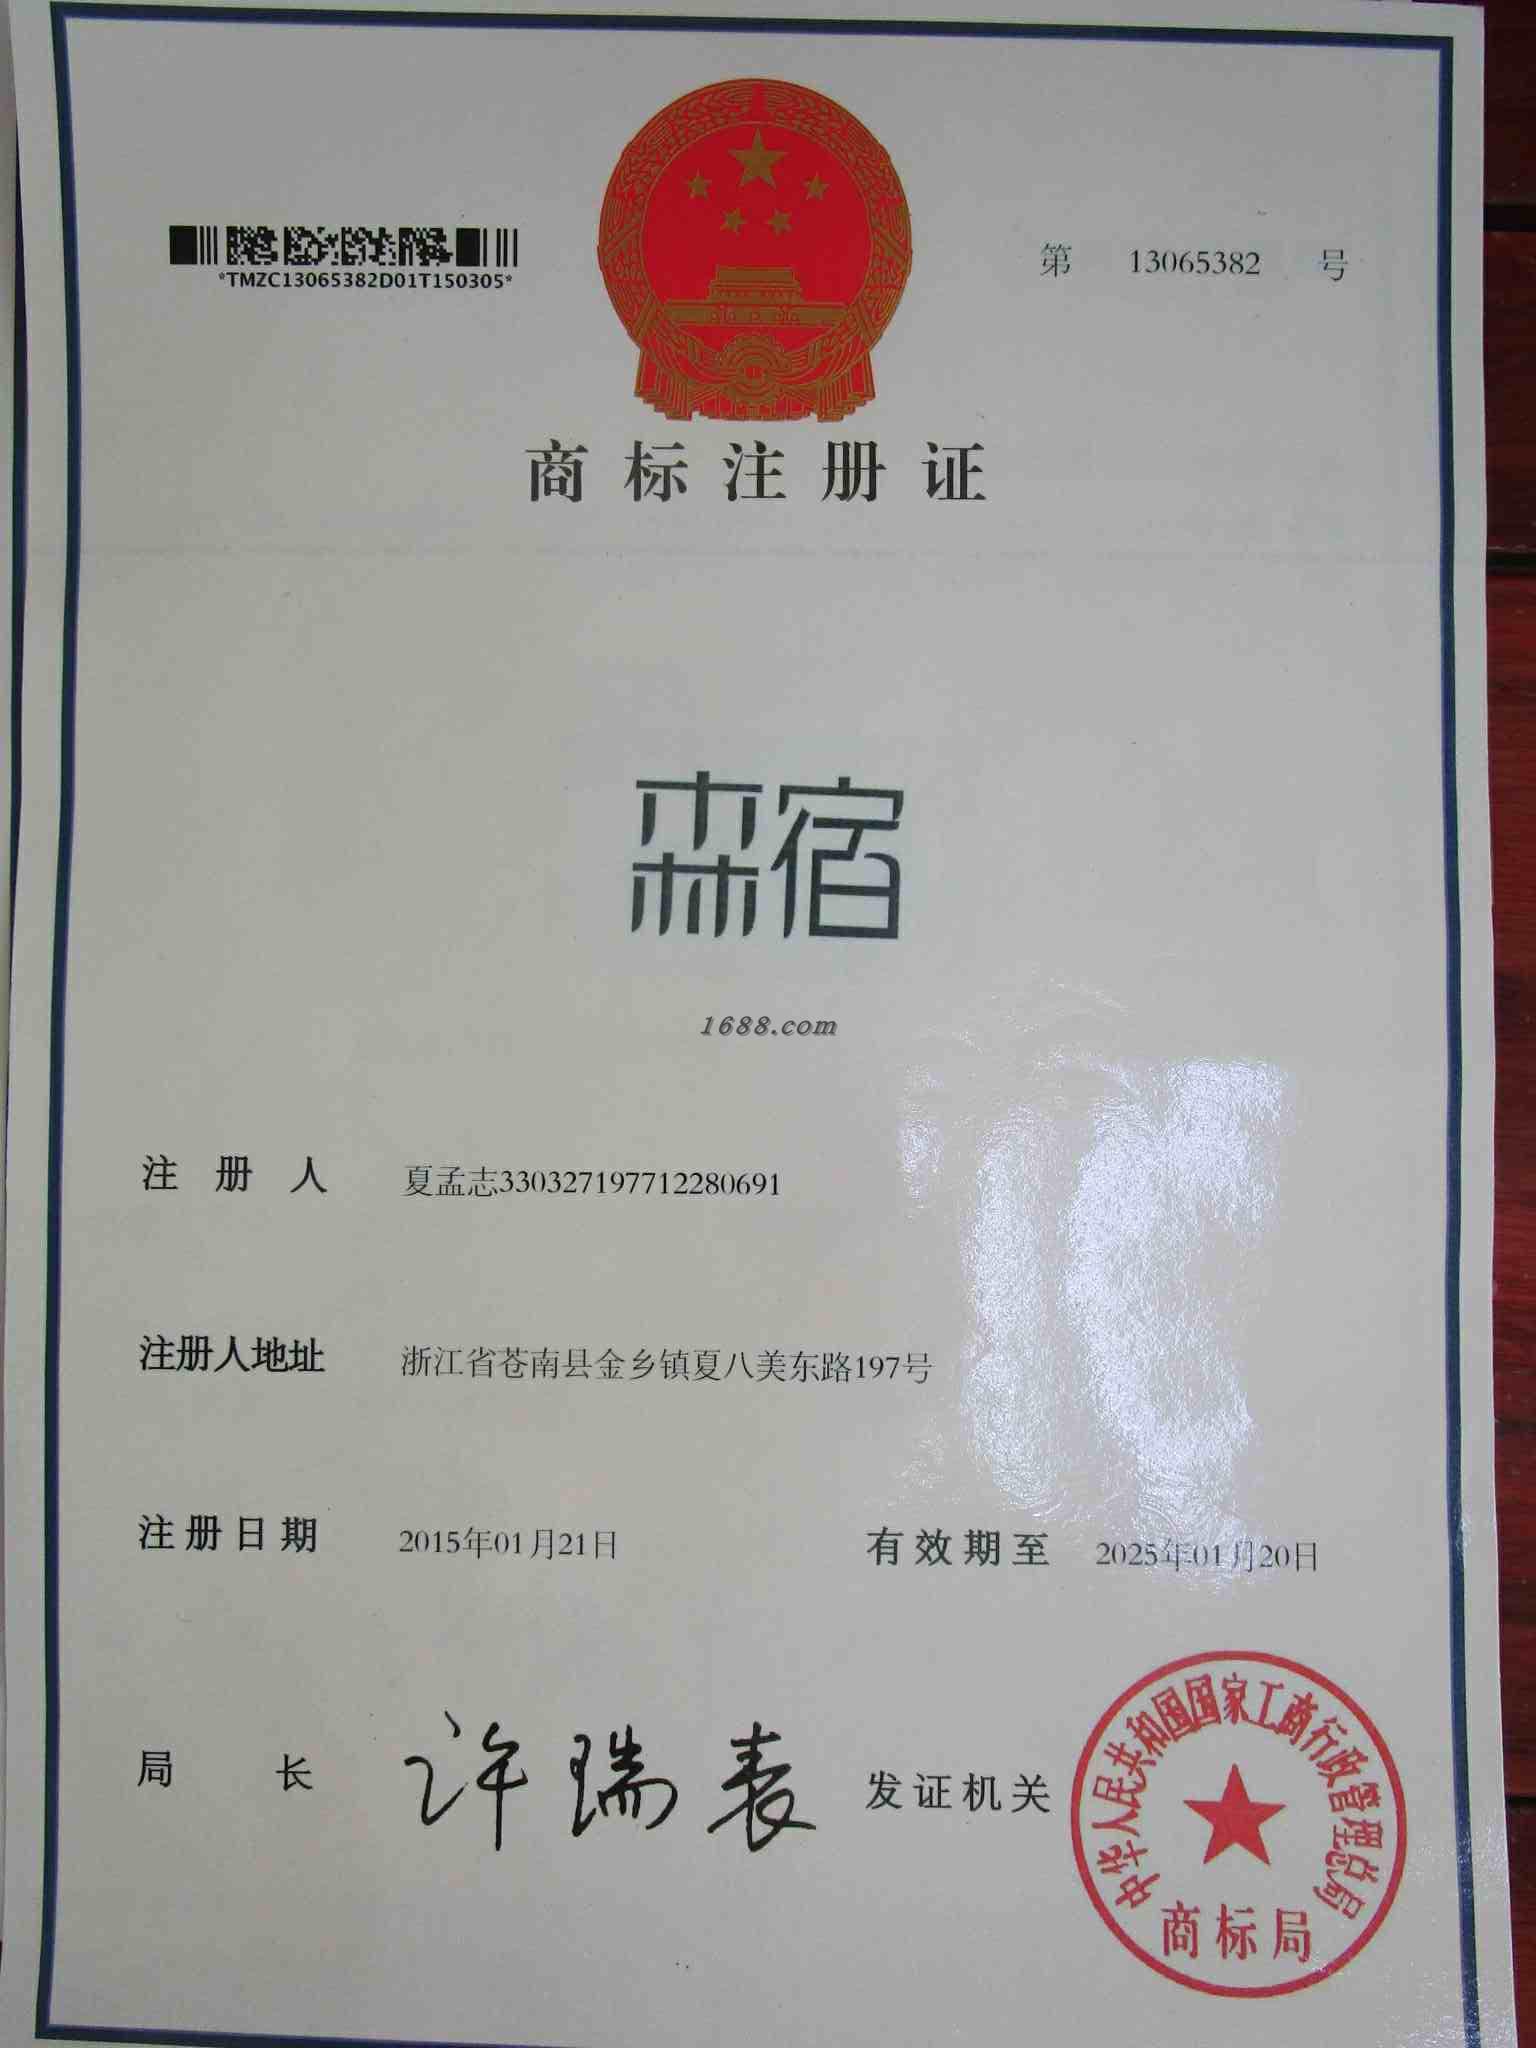 *TMZC13065382D01T150305*
第 13065382 号
商标注册证
森宿
1688.com
注册人 夏孟志330327197712280691
注册人地址 浙江省苍南县金乡镇夏八美东路197号
注册日期 2015年01月21日 有效期至 2025年01月20日
局长 许瑞表 发证机关
中华人民共和国国家工商行政管理总局
商标局